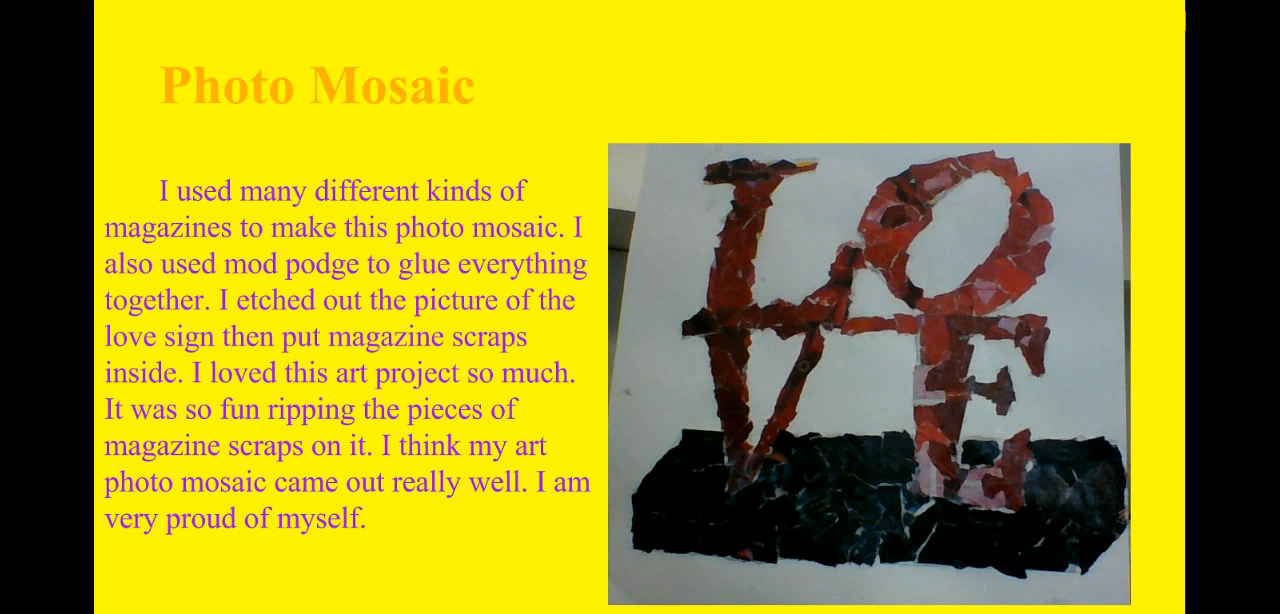 Photo Mosaic
I used many different kinds of
magazines to make this photo mosaic. I
also used mod podge to glue everything
together. I etched out the picture of the
love sign then put magazine scraps
inside. I loved this art project so much.
It was so fun ripping the pieces of
magazine scraps on it. I think my art
photo mosaic came out really well. I am
very proud of myself.
LO
VE